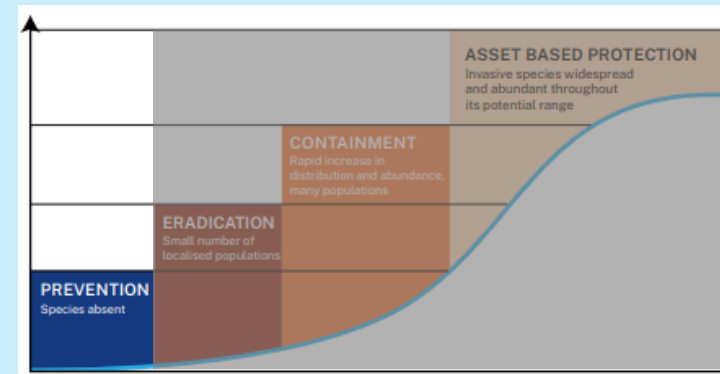 ASSET BASED PROTECTION
Invasive species widespread
and abundant throughout
its potential range
CONTAINMENT
Rapid increase in
distribution and abundance,
many populations
ERADICATION
Small number of
localised populations
PREVENTION
Species absent